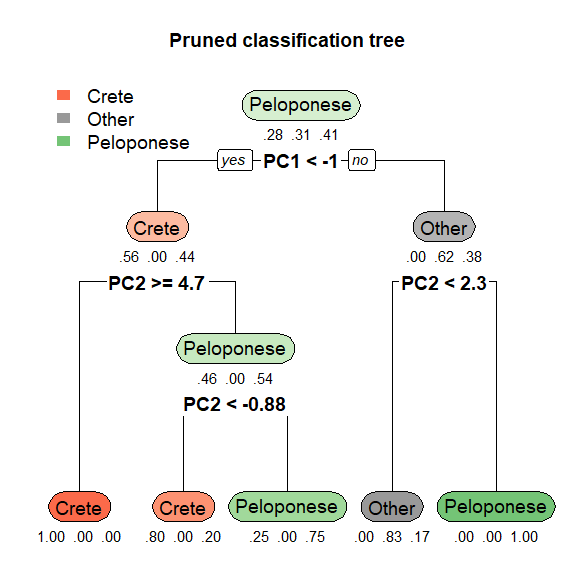 Pruned classification tree
Crete
Other
Peloponese
Peloponese
.28 .31 .41
yes PC1 < -1 no
Crete Other
.56 .00 .44 .00 .62 .38
PC2 >= 4.7 PC2 < 2.3
Peloponese
.46 .00 .54
PC2 < -0.88
Crete Crete Peloponese Other Peloponese
1.00 .00 .00 .80 .00 .20 .25 .00 .75 .00 .83 .17 .00 .00 1.00